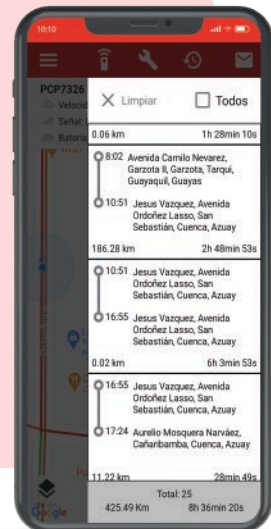 10:10
PCP7326
Velocid
Señal:
Batería
Limpiar
Todos
0.06 km 1h 28min 10s
8:02 Avenida Camilo Nevarez,
Garzota II, Garzota, Tarqui,
Guayaquil, Guayas
10:51 Jesus Vazquez, Avenida
Ordoñez Lasso, San
Sebastián, Cuenca, Azuay
186.28 km 2h 48min 53s
10:51 Jesus Vazquez, Avenida
Ordoñez Lasso, San
Sebastián, Cuenca, Azuay
16:55 Jesus Vazquez, Avenida
Ordoñez Lasso, San
Sebastián, Cuenca, Azuay
0.02 km 6h 3min 53s
16:55 Jesus Vazquez, Avenida
Ordoñez Lasso, San
Sebastián, Cuenca, Azuay
17:24 Aurelio Mosquera Narváez,
Cañaribamba, Cuenca, Azuay
11.22 km 28min 49s
Total: 25
425.49 Km 8h 36min 20s
Google